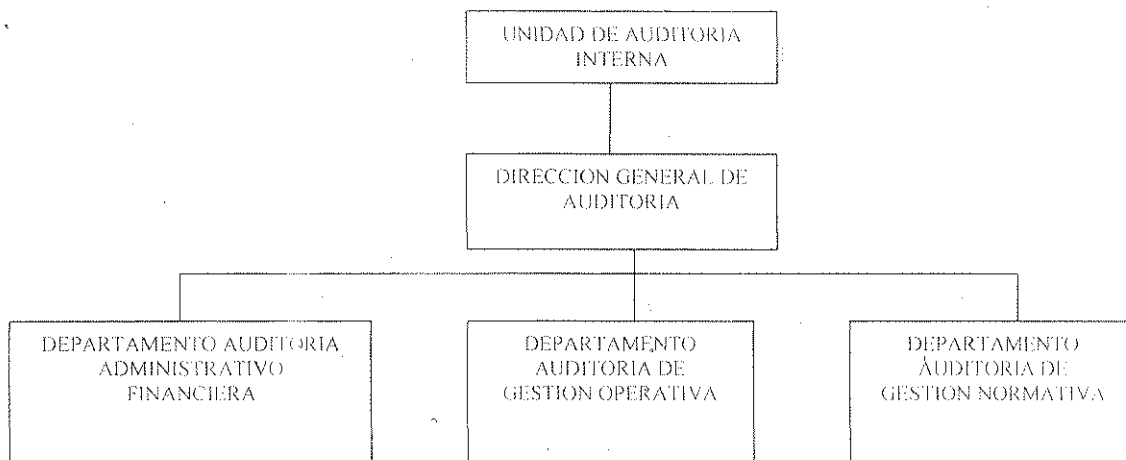 UNIDAD DE AUDITORIA
INTERNA
DIRECCION GENERAL DE
AUDITORIA
DEPARTAMENTO AUDITORIA
ADMINISTRATIVO
FINANCIERA
DEPARTAMENTO
AUDITORIA DE
GESTION OPERATIVA
DEPARTAMENTO
AUDITORIA DE
GESTION NORMATIVA